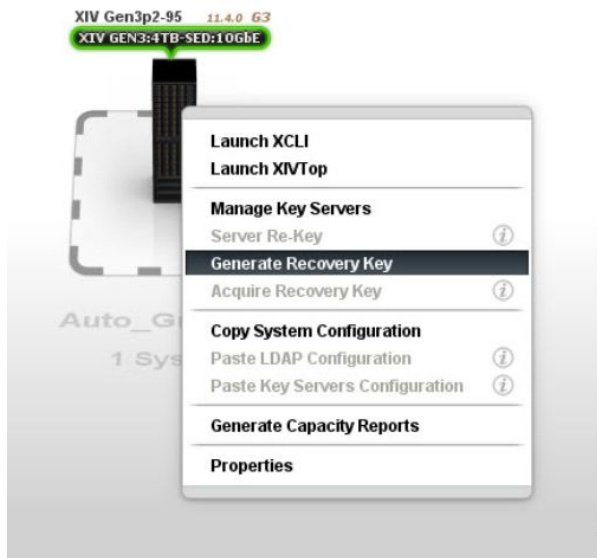 XIV Gen3p2-95 11.4.0 G3
XIV GEN3:4TB-SED:10GbE
Launch XCLI
Launch XIVTop
Manage Key Servers
Server Re-Key
Generate Recovery Key
Acquire Recovery Key
Auto_G
Copy System Configuration
1 Sys
Paste LDAP Configuration
Paste Key Servers Configuration
Generate Capacity Reports
Properties